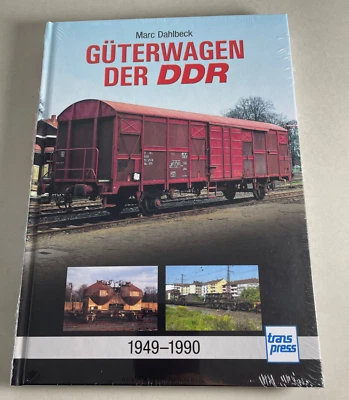 Marc Dahlbeck
GÜTERWAGEN
DER DDR
1949–1990
trans
press